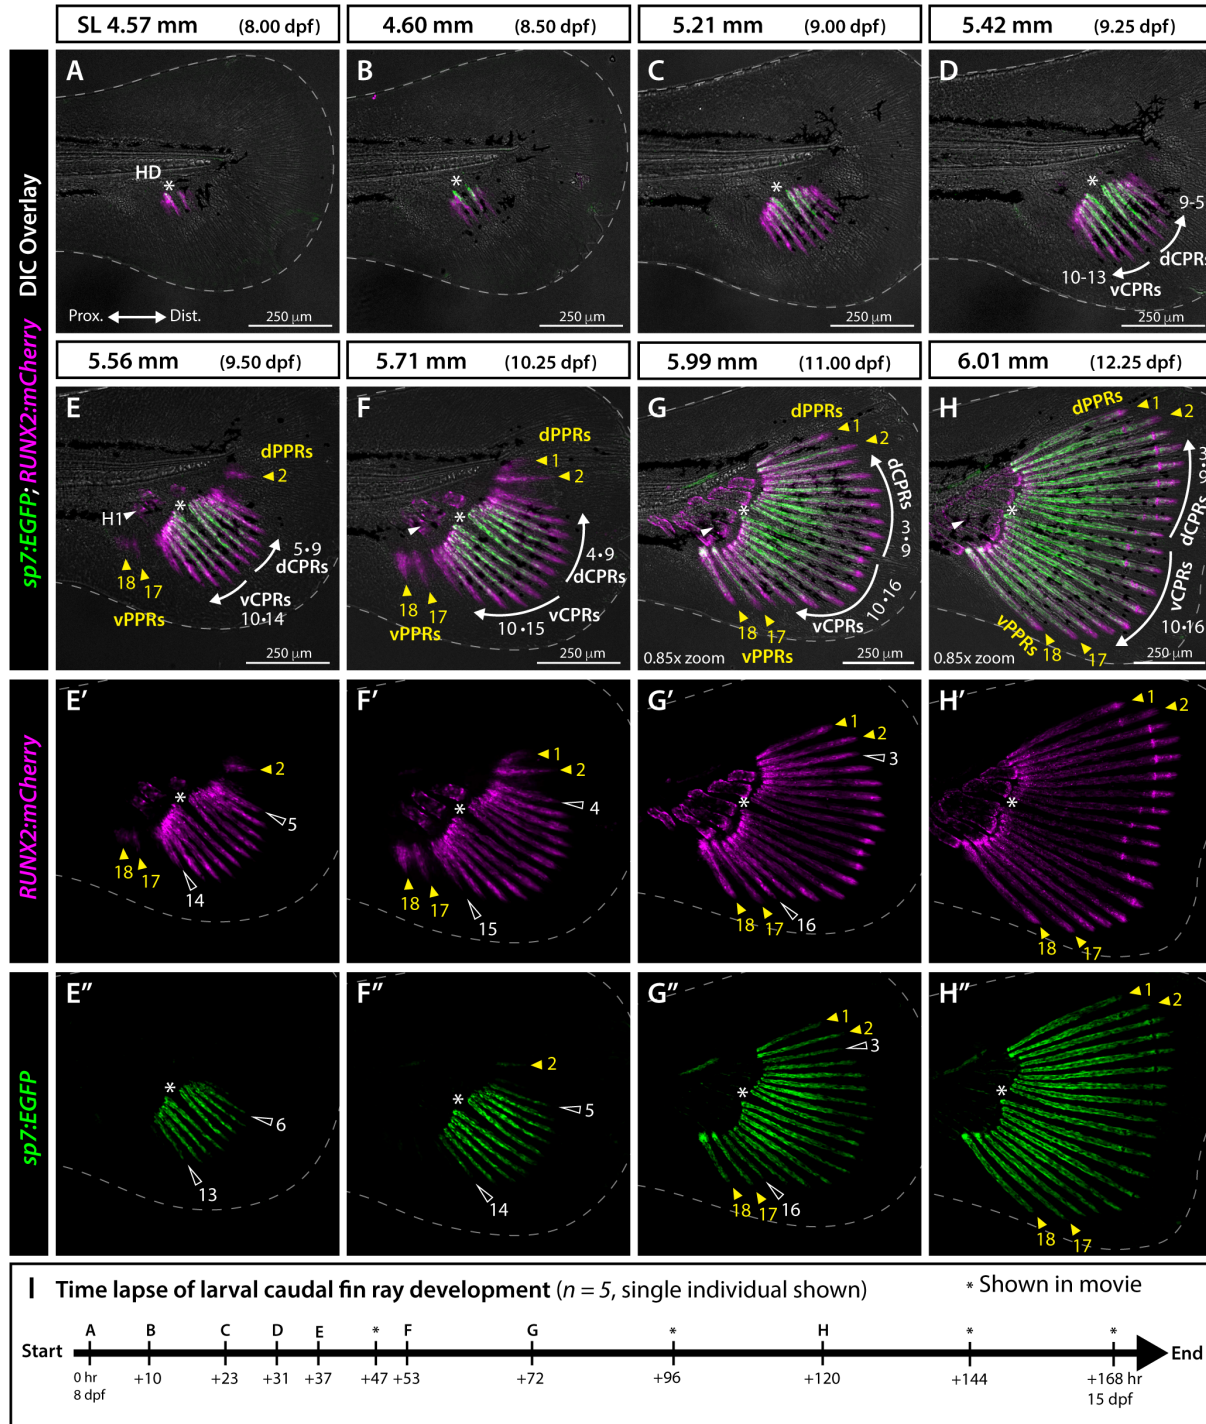 SL 4.57 mm (8.00 dpf)
4.60 mm (8.50 dpf)
5.21 mm (9.00 dpf)
5.42 mm (9.25 dpf)
sp7:EGFP; RUNX2:mCherry DIC Overlay
A
HD
*
Prox. Dist.
250 µm
B
*
250 µm
C
*
250 µm
D
*
9-5
dCPRs
10-13
vCPRs
250 µm
5.56 mm (9.50 dpf)
5.71 mm (10.25 dpf)
5.99 mm (11.00 dpf)
6.01 mm (12.25 dpf)
E
dPPRs
2
H1
*
18
17
vPPRs
5•9
dCPRs
vCPRs
10•14
250 µm
F
dPPRs
1
2
*
18
17
vPPRs
4•9
dCPRs
vCPRs
10•15
250 µm
G
dPPRs
1
2
*
dCPRs
3•9
10•16
vCPRs
18
17
vPPRs
0.85x zoom
250 µm
H
dPPRs
1
2
*
3•9
dCPRs
vCPRs
10•16
vPPRs
18
17
0.85x zoom
250 µm
RUNX2:mCherry
E′
2
*
5
18
17
14
F′
1
2
*
4
18
17
15
G′
1
2
3
*
18
17
16
H′
1
2
*
18
17
sp7:EGFP
E″
*
6
13
F″
2
*
5
14
G″
1
2
3
*
18
17
16
H″
1
2
*
18
17
I Time lapse of larval caudal fin ray development (n = 5, single individual shown)
* Shown in movie
A B C D E * F G * H * *
Start End
0 hr +10 +23 +31 +37 +47 +53 +72 +96 +120 +144 +168 hr
8 dpf 15 dpf